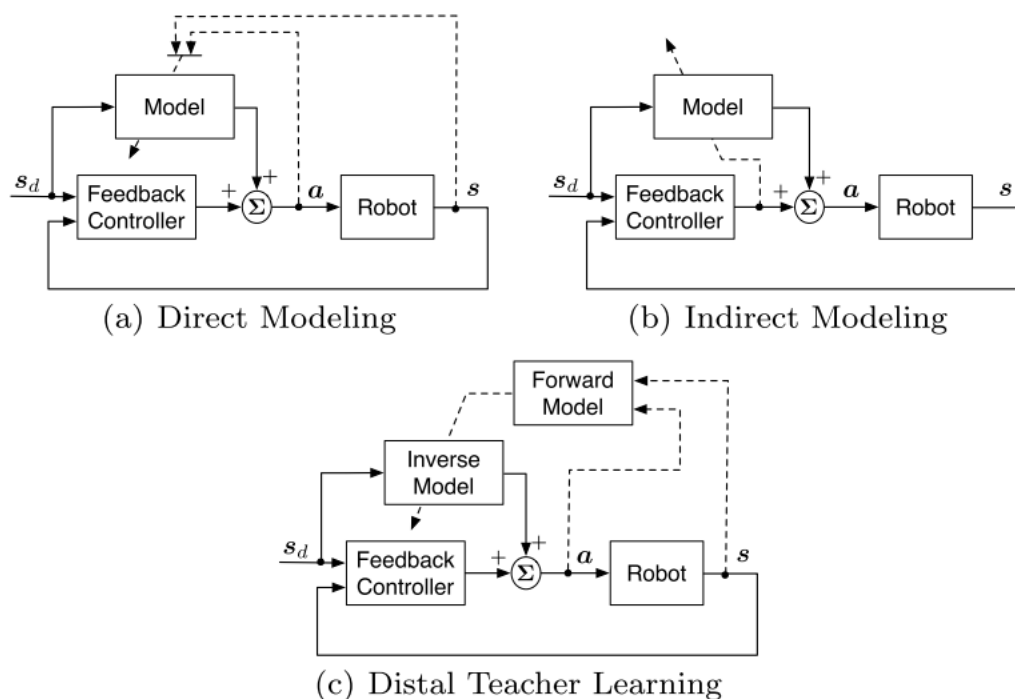 Model
s_d
Feedback
Controller
+
+
Σ
a
Robot
s
(a) Direct Modeling
Model
s_d
Feedback
Controller
+
+
Σ
a
Robot
s
(b) Indirect Modeling
Forward
Model
Inverse
Model
s_d
Feedback
Controller
+
+
Σ
a
Robot
s
(c) Distal Teacher Learning